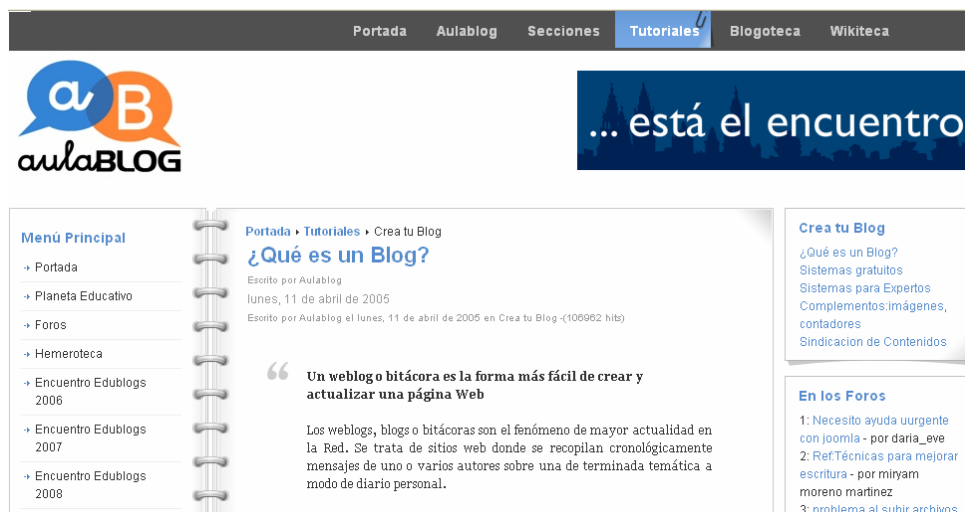 Portada Aulablog Secciones Tutoriales Blogoteca Wikiteca
aB
aulaBLOG
... está el encuentro
Menú Principal
Portada
Planeta Educativo
Foros
Hemeroteca
Encuentro Edublogs
2006
Encuentro Edublogs
2007
Encuentro Edublogs
2008
Portada Tutoriales Crea tu Blog
¿Qué es un Blog?
Escrito por Aulablog
lunes, 11 de abril de 2005
Escrito por Aulablog el lunes, 11 de abril de 2005 en Crea tu Blog -(106962 hits)
“
Un weblog o bitácora es la forma más fácil de crear y
actualizar una página Web
Los weblogs, blogs o bitácoras son el fenómeno de mayor actualidad en
la Red. Se trata de sitios web donde se recopilan cronológicamente
mensajes de uno o varios autores sobre una de terminada temática a
modo de diario personal.
Crea tu Blog
¿Qué es un Blog?
Sistemas gratuitos
Sistemas para Expertos
Complementos:imágenes,
contadores
Sindicacion de Contenidos
En los Foros
1: Necesito ayuda uurgente
con joomla - por daria_eve
2: Ref:Técnicas para mejorar
escritura - por miryam
moreno martinez
3: problema al subir archivos